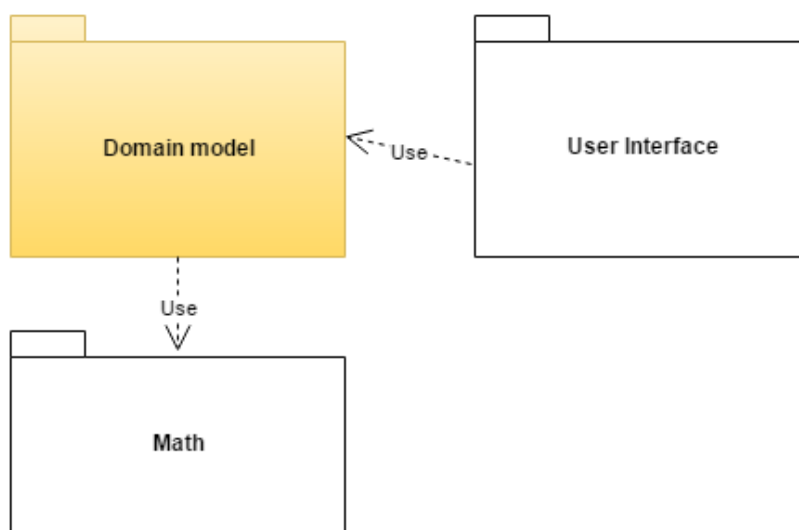 Domain model
User Interface
Use
Use
Math